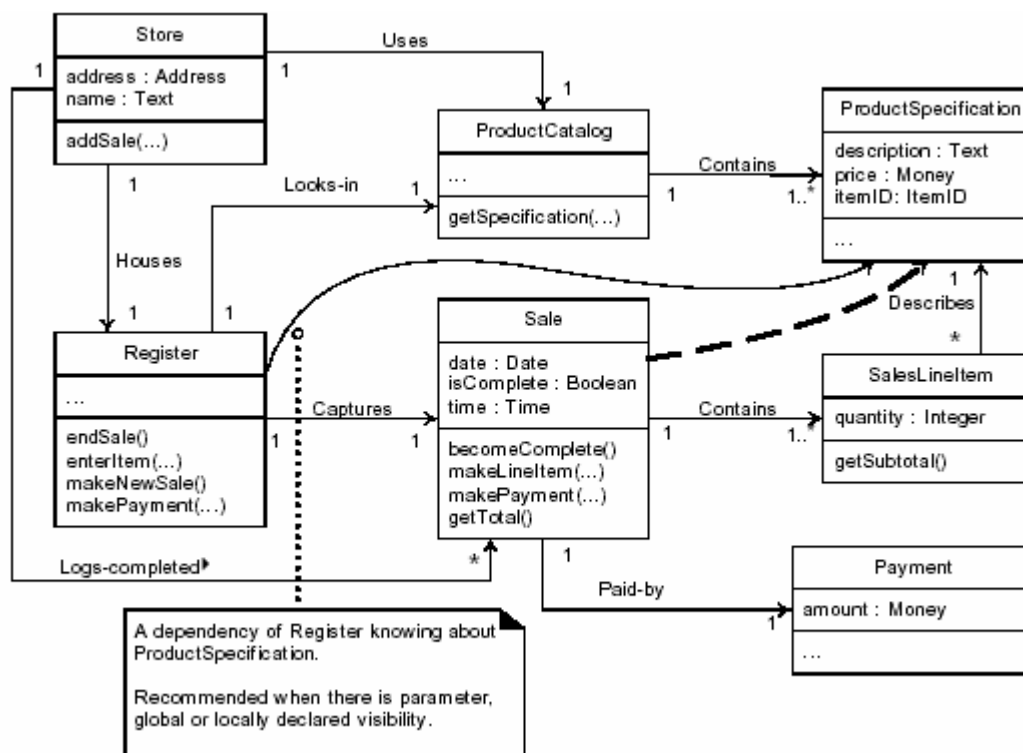 Store
address : Address
name : Text
addSale(...)
1
Uses
1
1
ProductCatalog
...
getSpecification(...)
ProductSpecification
description : Text
price : Money
itemID: ItemID
...
Contains
1
1..*
1
Looks-in
1
1
Houses
1
Register
...
endSale()
enterItem(...)
makeNewSale()
makePayment(...)
Captures
1
1
Sale
date : Date
isComplete : Boolean
time : Time
becomeComplete()
makeLineItem(...)
makePayment(...)
getTotal()
1
Describes
*
SalesLineItem
quantity : Integer
getSubtotal()
Contains
1
1..*
Logs-completed
*
1
Paid-by
1
Payment
amount : Money
...
A dependency of Register knowing about
ProductSpecification.
Recommended when there is parameter,
global or locally declared visibility.